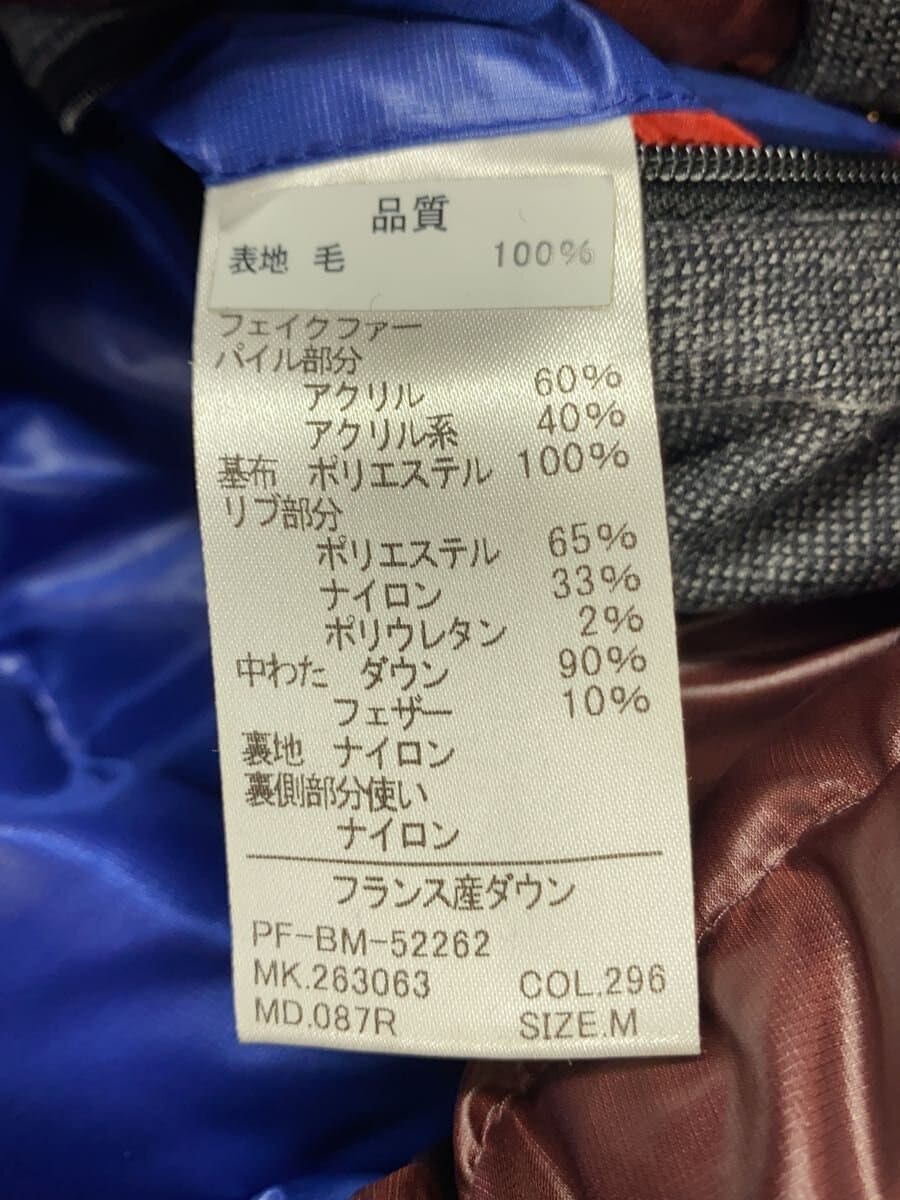 品質
表地 毛 100%
フェイクファー
パイル部分
アクリル 60%
アクリル系 40%
基布 ポリエステル 100%
リブ部分
ポリエステル 65%
ナイロン 33%
ポリウレタン 2%
中わた ダウン 90%
フェザー 10%
裏地 ナイロン
裏側部分使い
ナイロン
フランス産ダウン
PF-BM-52262
MK.263063 COL.296
MD.087R SIZE.M